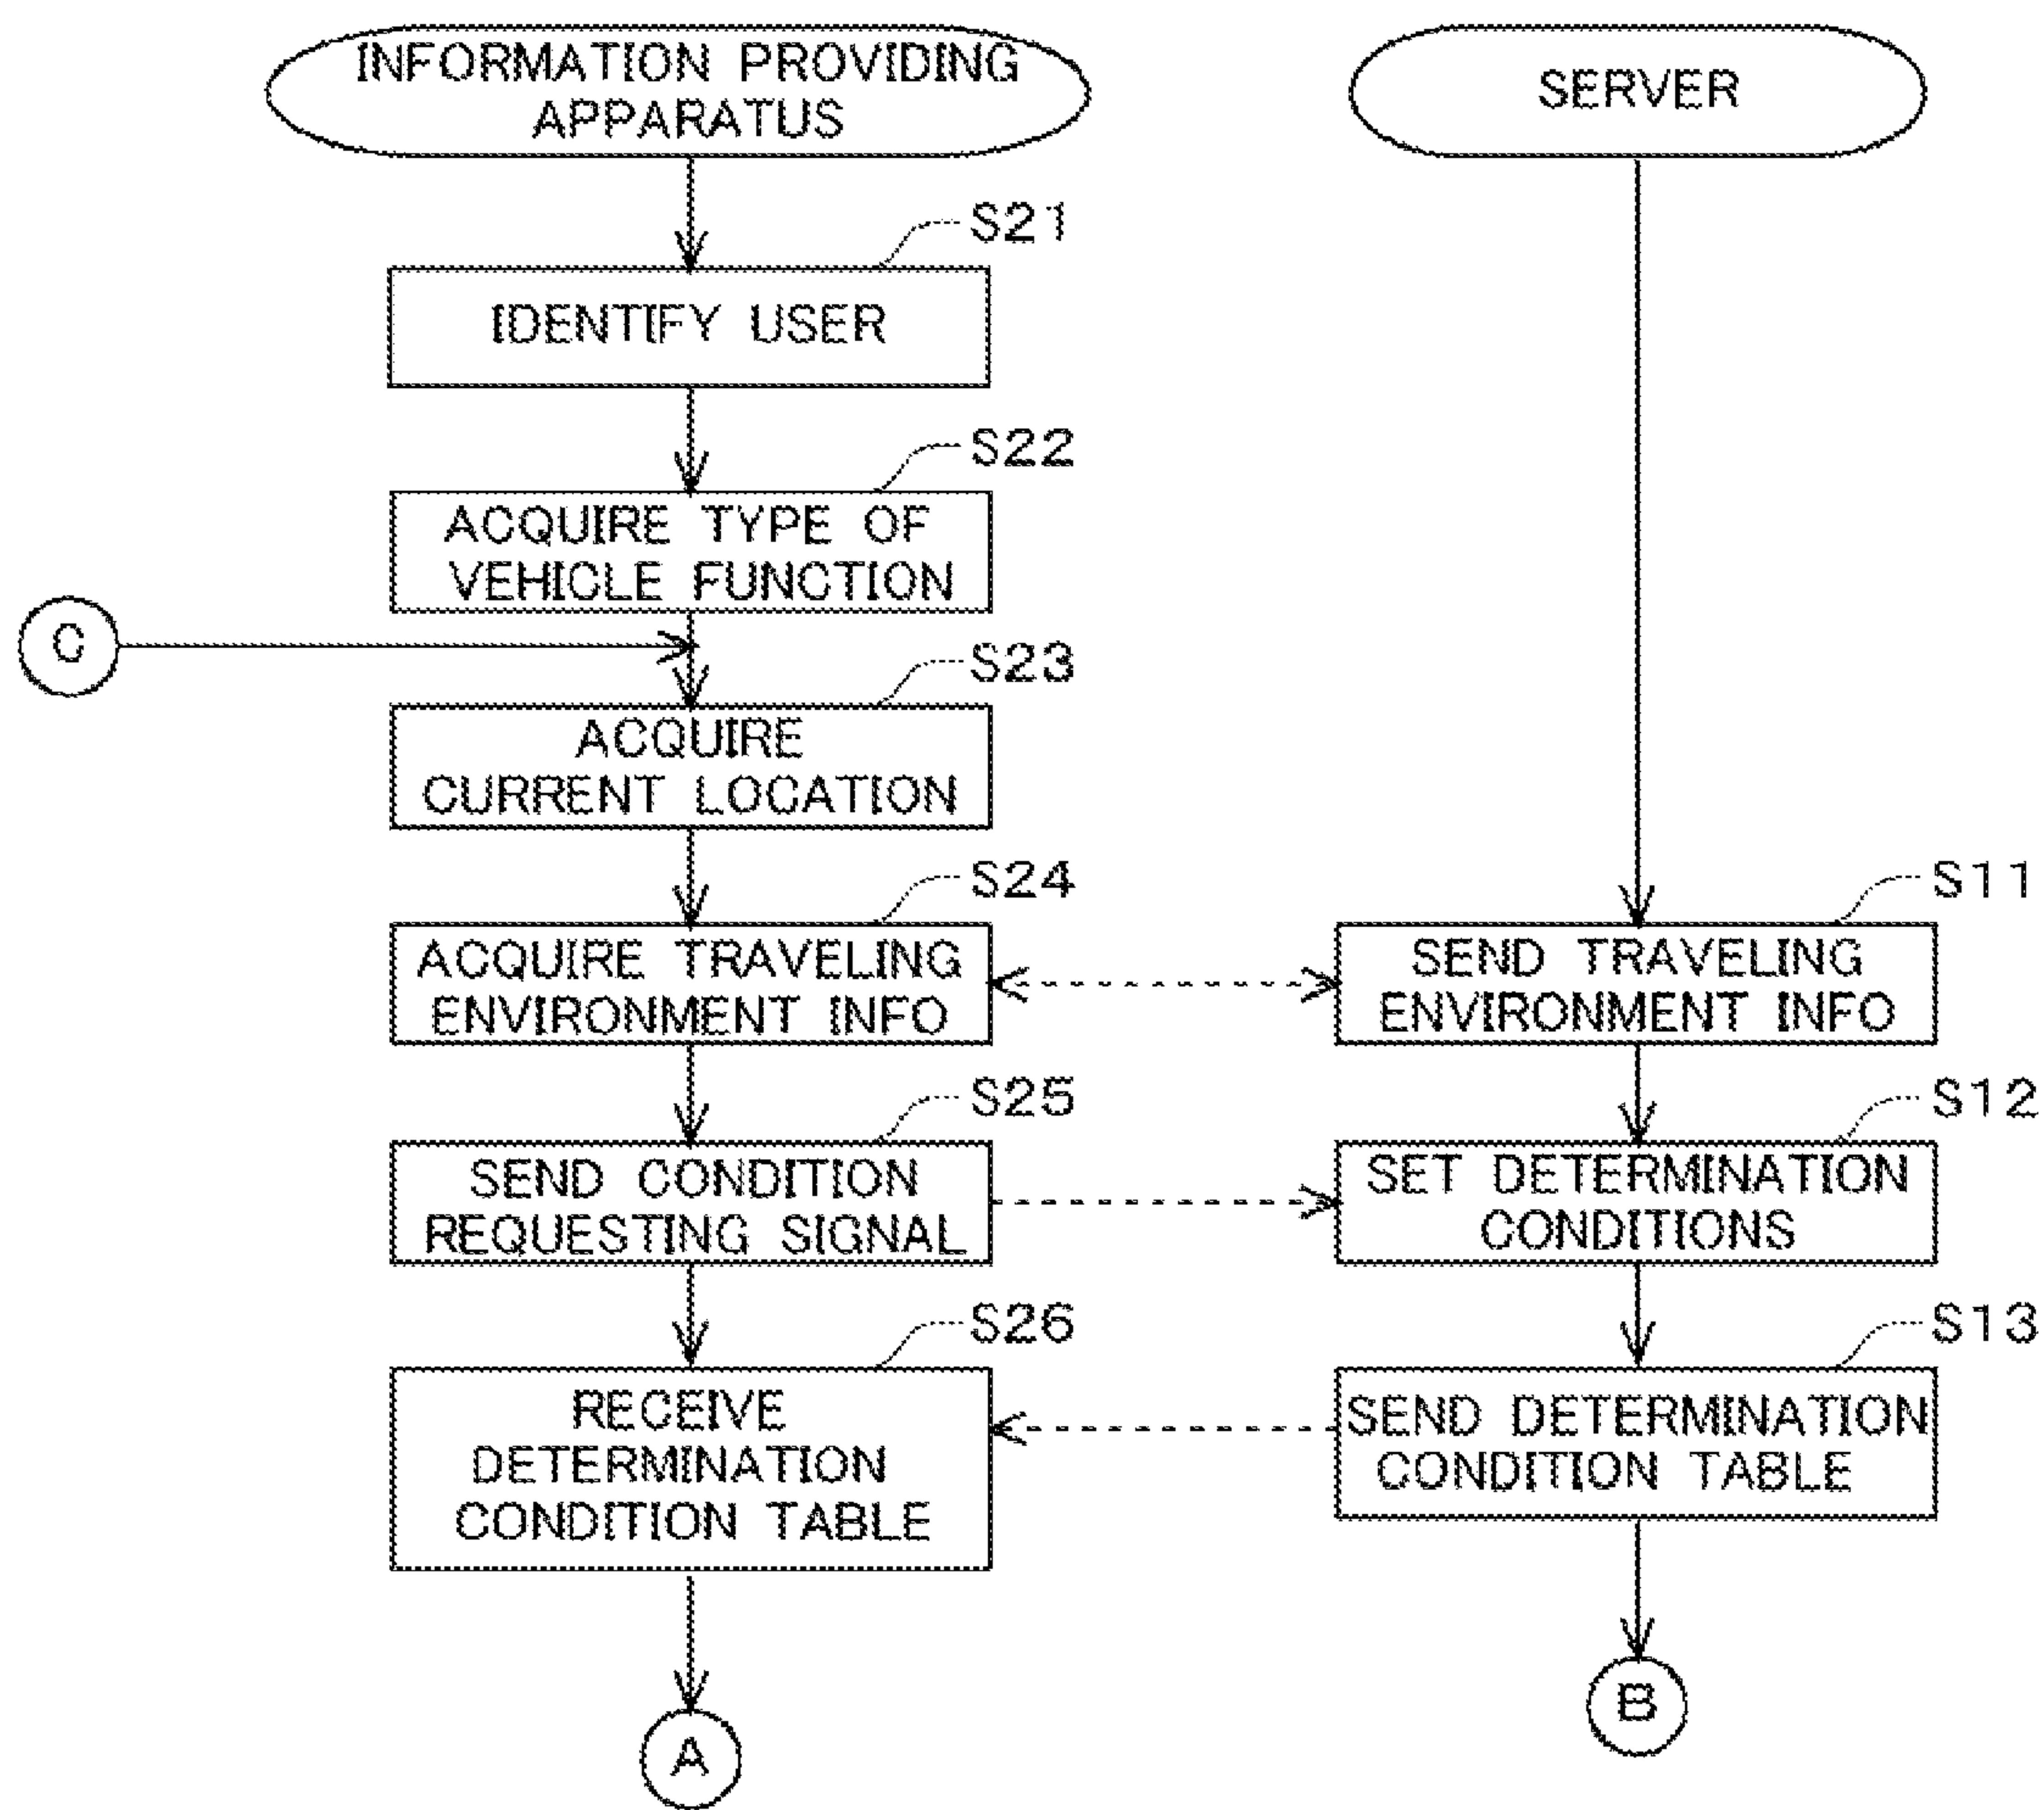 INFORMATION PROVIDING
APPARATUS
SERVER
S21
IDENTIFY USER
S22
ACQUIRE TYPE OF
VEHICLE FUNCTION
C
S23
ACQUIRE
CURRENT LOCATION
S24
ACQUIRE TRAVELING
ENVIRONMENT INFO
S11
SEND TRAVELING
ENVIRONMENT INFO
S25
SEND CONDITION
REQUESTING SIGNAL
S12
SET DETERMINATION
CONDITIONS
S26
RECEIVE
DETERMINATION
CONDITION TABLE
S13
SEND DETERMINATION
CONDITION TABLE
A
B